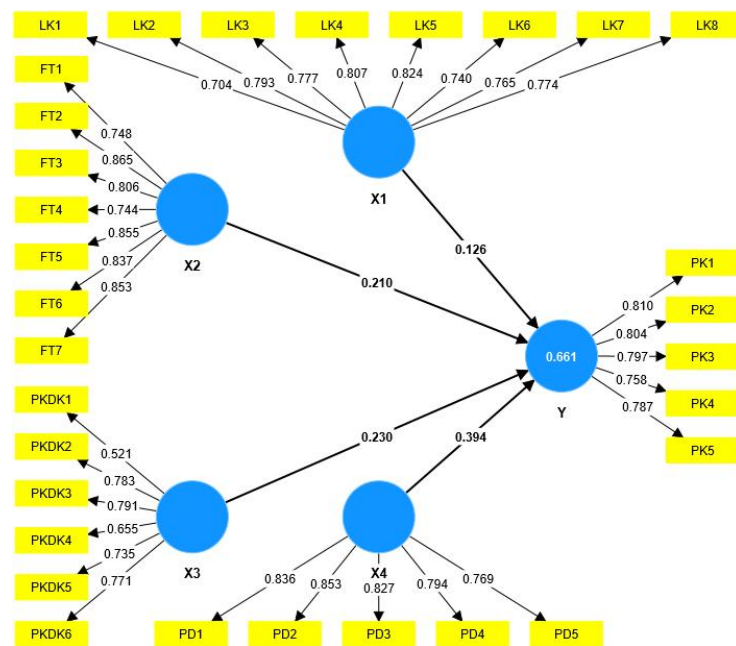 LK1 LK2 LK3 LK4 LK5 LK6 LK7 LK8
0.704 0.793 0.777 0.807 0.824 0.740 0.765 0.774
X1
FT1
FT2
FT3
FT4
FT5
FT6
FT7
0.748
0.865
0.806
0.744
0.855
0.837
0.853
X2
0.126
0.210
0.230
0.394
0.661
Y
PK1
PK2
PK3
PK4
PK5
0.810
0.804
0.797
0.758
0.787
PKDK1
PKDK2
PKDK3
PKDK4
PKDK5
PKDK6
0.521
0.783
0.791
0.655
0.735
0.771
X3
X4
0.836 0.853 0.827 0.794 0.769
PD1 PD2 PD3 PD4 PD5